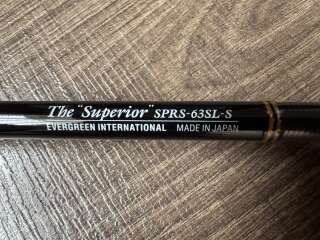 The "Superior" SPRS-63SL-S
EVERGREEN INTERNATIONAL MADE IN JAPAN